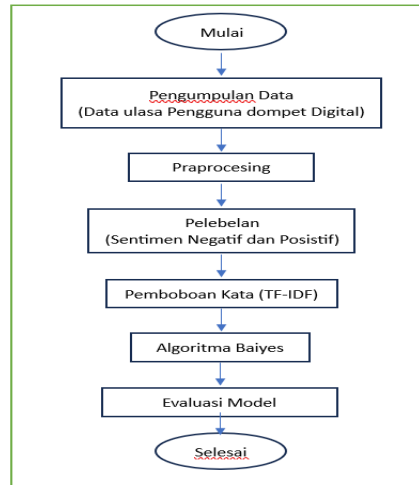 Mulai
Pengumpulan Data
(Data ulasa Pengguna dompet Digital)
Praprocesing
Pelebelan
(Sentimen Negatif dan Posistif)
Pemboboan Kata (TF-IDF)
Algoritma Baiyes
Evaluasi Model
Selesai